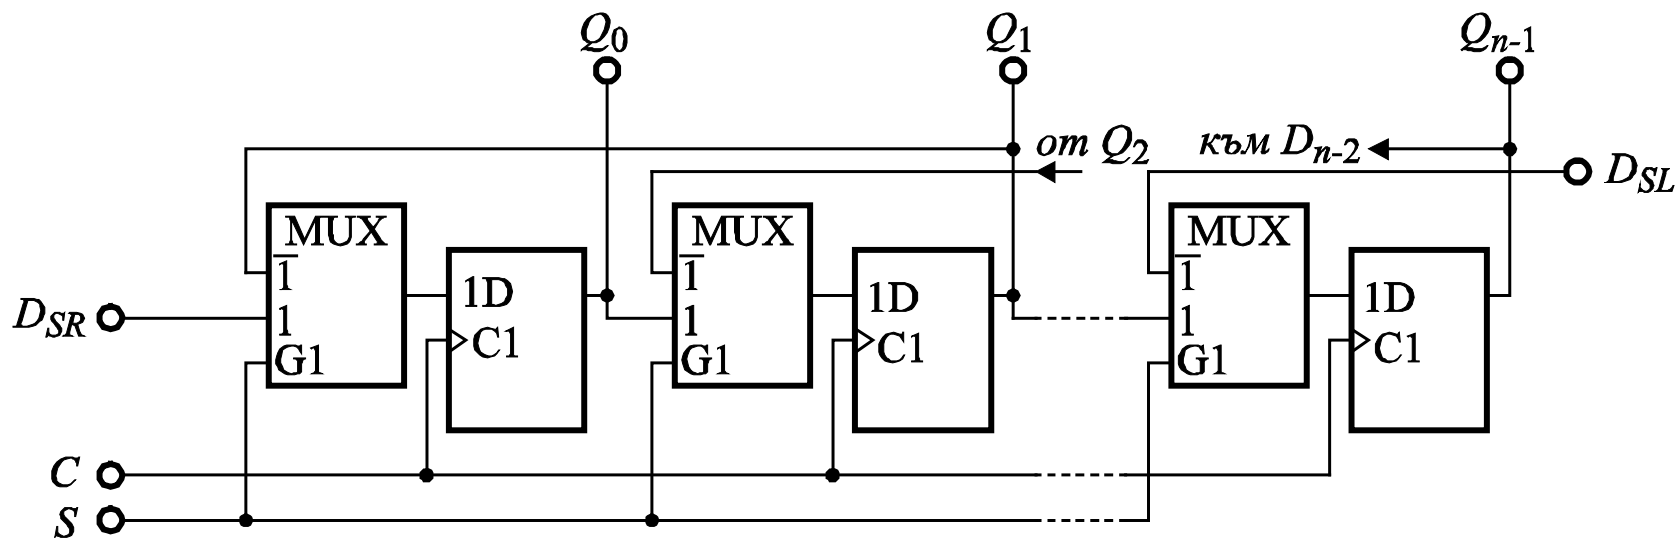 Q0 Q1 Qn-1
от Q2 към Dn-2
DSL
MUX MUX MUX
1̅ 1̅ 1̅
1D 1D 1D
DSR 1 1 1
C1 C1 C1
G1 G1 G1
C
S